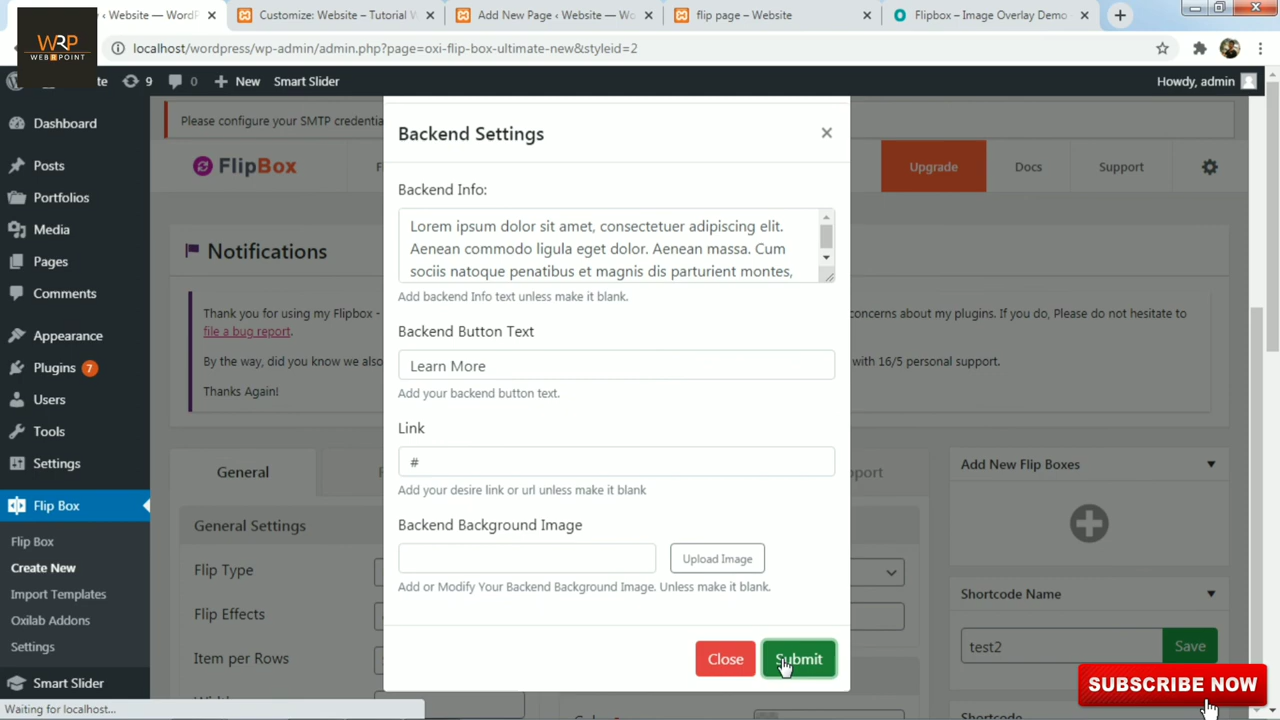 ‹ Website — WordP
Customize: Website – Tutorial W
Add New Page ‹ Website — Wo
flip page – Website
Flipbox – Image Overlay Demo
localhost/wordpress/wp-admin/admin.php?page=oxi-flip-box-ultimate-new&styleid=2
WRP
WEB POINT
te
9
0
New
Smart Slider
Howdy, admin
Dashboard
Posts
Portfolios
Media
Pages
Comments
Appearance
Plugins 7
Users
Tools
Settings
Flip Box
Flip Box
Create New
Import Templates
Oxilab Addons
Settings
Smart Slider
Please configure your SMTP credentia
FlipBox
F
Upgrade
Docs
Support
Notifications
Thank you for using my Flipbox -
concerns about my plugins. If you do, Please do not hesitate to
file a bug report.
By the way, did you know we also
with 16/5 personal support.
Thanks Again!
General
port
General Settings
Flip Type
Flip Effects
Item per Rows
Add New Flip Boxes
Shortcode Name
test2
Save
Backend Settings
×
Backend Info:
Lorem ipsum dolor sit amet, consectetuer adipiscing elit.
Aenean commodo ligula eget dolor. Aenean massa. Cum
sociis natoque penatibus et magnis dis parturient montes,
Add backend Info text unless make it blank.
Backend Button Text
Learn More
Add your backend button text.
Link
#
Add your desire link or url unless make it blank
Backend Background Image
Upload Image
Add or Modify Your Backend Background Image. Unless make it blank.
Close
Submit
SUBSCRIBE NOW
Waiting for localhost...